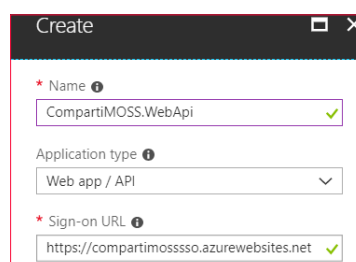 Create
* Name
CompartiMOSS.WebApi
Application type
Web app / API
* Sign-on URL
https://compartimosssso.azurewebsites.net